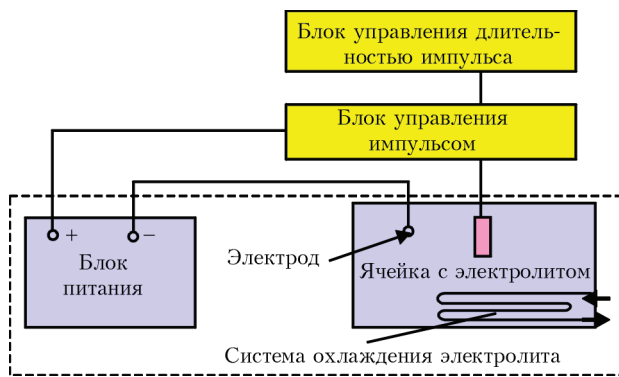 Блок управления длитель-
ностью импульса
Блок управления
импульсом
+
−
Блок
питания
Электрод
Ячейка с электролитом
Система охлаждения электролита